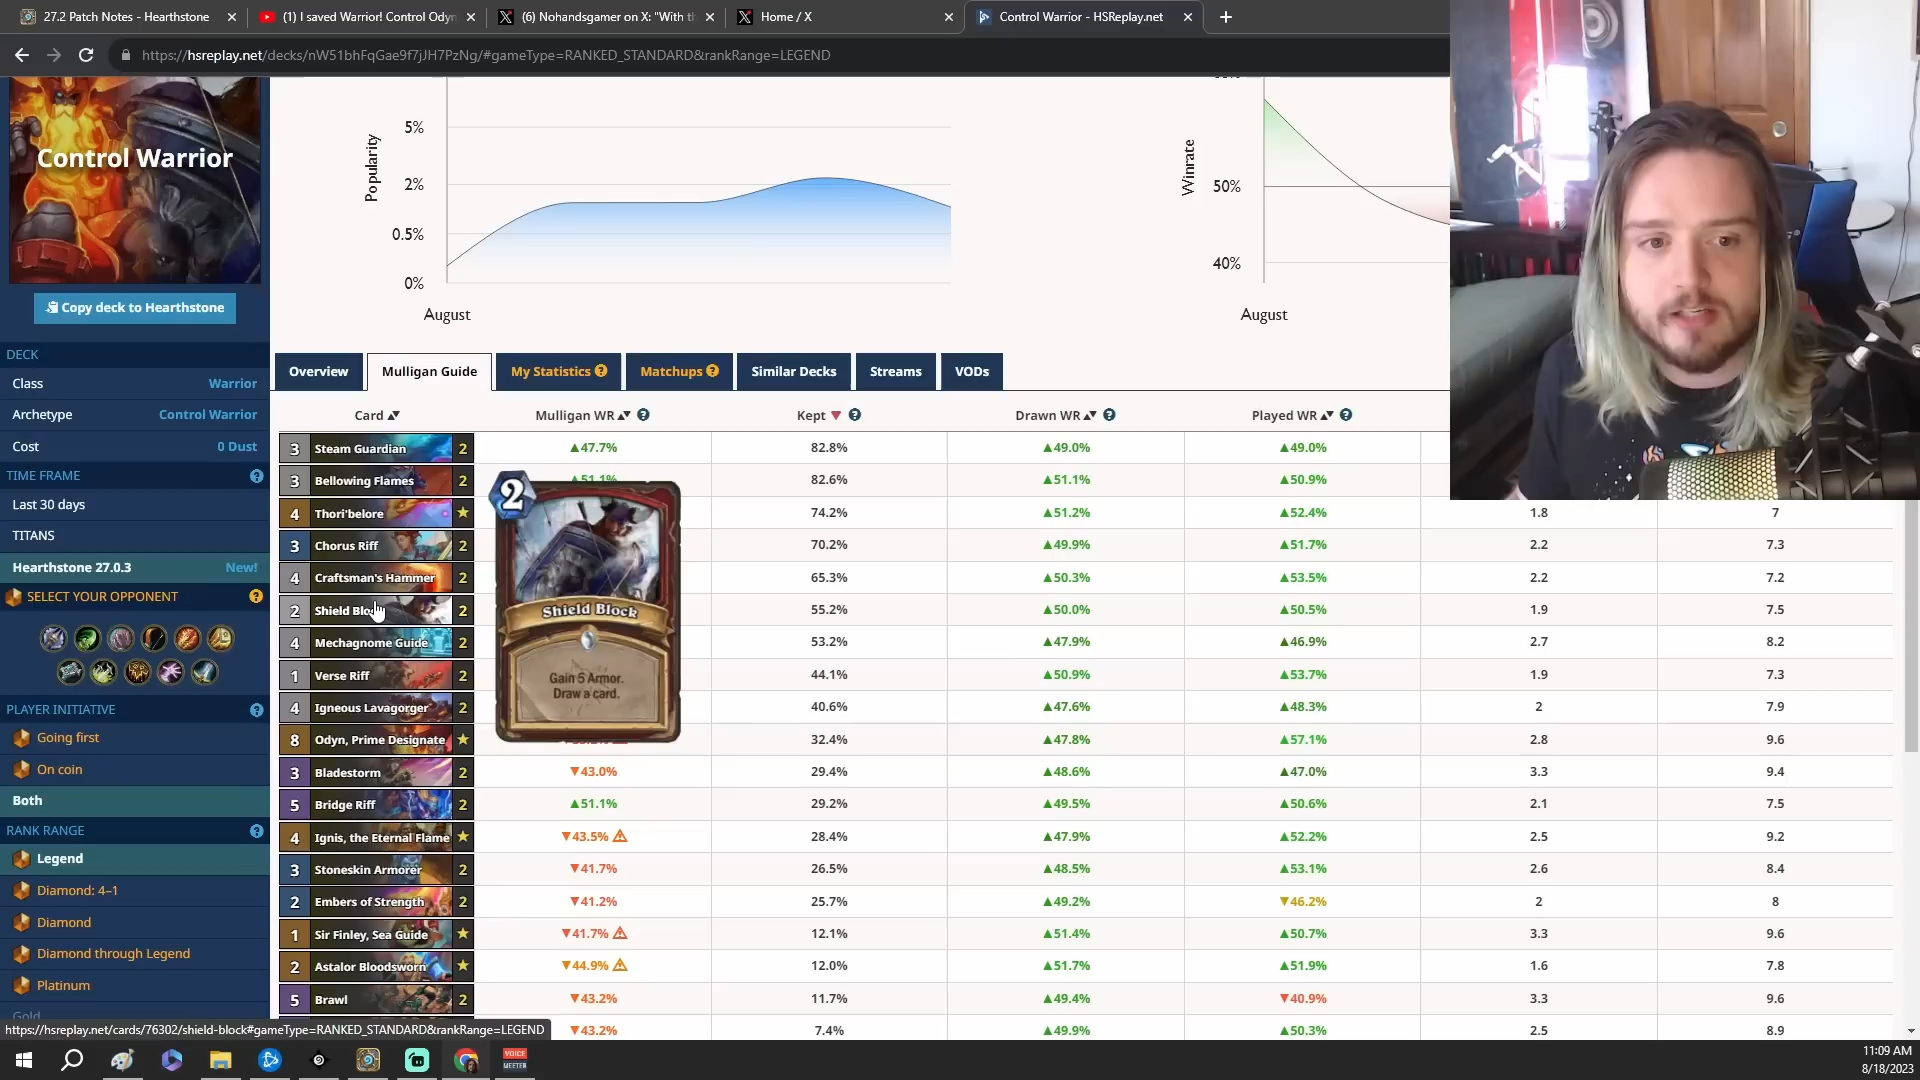 27.2 Patch Notes - Hearthstone
(1) I saved Warrior! Control Odyn
(6) Nohandsgamer on X: "With th
Home / X
Control Warrior - HSReplay.net
https://hsreplay.net/decks/nW51bhFqGae9f7jJH7PzNg/#gameType=RANKED_STANDARD&rankRange=LEGEND
Control Warrior
Copy deck to Hearthstone
DECK
Class Warrior
Archetype Control Warrior
Cost 0 Dust
TIME FRAME
Last 30 days
TITANS
Hearthstone 27.0.3 New!
SELECT YOUR OPPONENT
PLAYER INITIATIVE
Going first
On coin
Both
RANK RANGE
Legend
Diamond: 4–1
Diamond
Diamond through Legend
Platinum
Gold
Popularity
5%
2%
0.5%
0%
August
Winrate
50%
40%
August
Overview Mulligan Guide My Statistics Matchups Similar Decks Streams VODs
Card Mulligan WR Kept Drawn WR Played WR
3 Steam Guardian 2 ▲47.7% 82.8% ▲49.0% ▲49.0%
3 Bellowing Flames 2 ▲51.1% 82.6% ▲51.1% ▲50.9%
4 Thori'belore ★ 74.2% ▲51.2% ▲52.4% 1.8 7
3 Chorus Riff 2 70.2% ▲49.9% ▲51.7% 2.2 7.3
4 Craftsman's Hammer 2 65.3% ▲50.3% ▲53.5% 2.2 7.2
2 Shield Blo 2 55.2% ▲50.0% ▲50.5% 1.9 7.5
4 Mechagnome Guide 2 53.2% ▲47.9% ▲46.9% 2.7 8.2
1 Verse Riff 2 44.1% ▲50.9% ▲53.7% 1.9 7.3
4 Igneous Lavagorger 2 40.6% ▲47.6% ▲48.3% 2 7.9
8 Odyn, Prime Designate ★ 32.4% ▲47.8% ▲57.1% 2.8 9.6
3 Bladestorm 2 ▼43.0% 29.4% ▲48.6% ▲47.0% 3.3 9.4
5 Bridge Riff 2 ▲51.1% 29.2% ▲49.5% ▲50.6% 2.1 7.5
4 Ignis, the Eternal Flame ★ ▼43.5% 28.4% ▲47.9% ▲52.2% 2.5 9.2
3 Stoneskin Armorer 2 ▼41.7% 26.5% ▲48.5% ▲53.1% 2.6 8.4
2 Embers of Strength 2 ▼41.2% 25.7% ▲49.2% ▼46.2% 2 8
1 Sir Finley, Sea Guide ★ ▼41.7% 12.1% ▲51.4% ▲50.7% 3.3 9.6
2 Astalor Bloodsworn ★ ▼44.9% 12.0% ▲51.7% ▲51.9% 1.6 7.8
5 Brawl 2 ▼43.2% 11.7% ▲49.4% ▼40.9% 3.3 9.6
▼43.2% 7.4% ▲49.9% ▲50.3% 2.5 8.9
2
Shield Block
Gain 5 Armor.
Draw a card.
https://hsreplay.net/cards/76302/shield-block#gameType=RANKED_STANDARD&rankRange=LEGEND
VOICE
MEETER
11:09 AM
8/18/2023